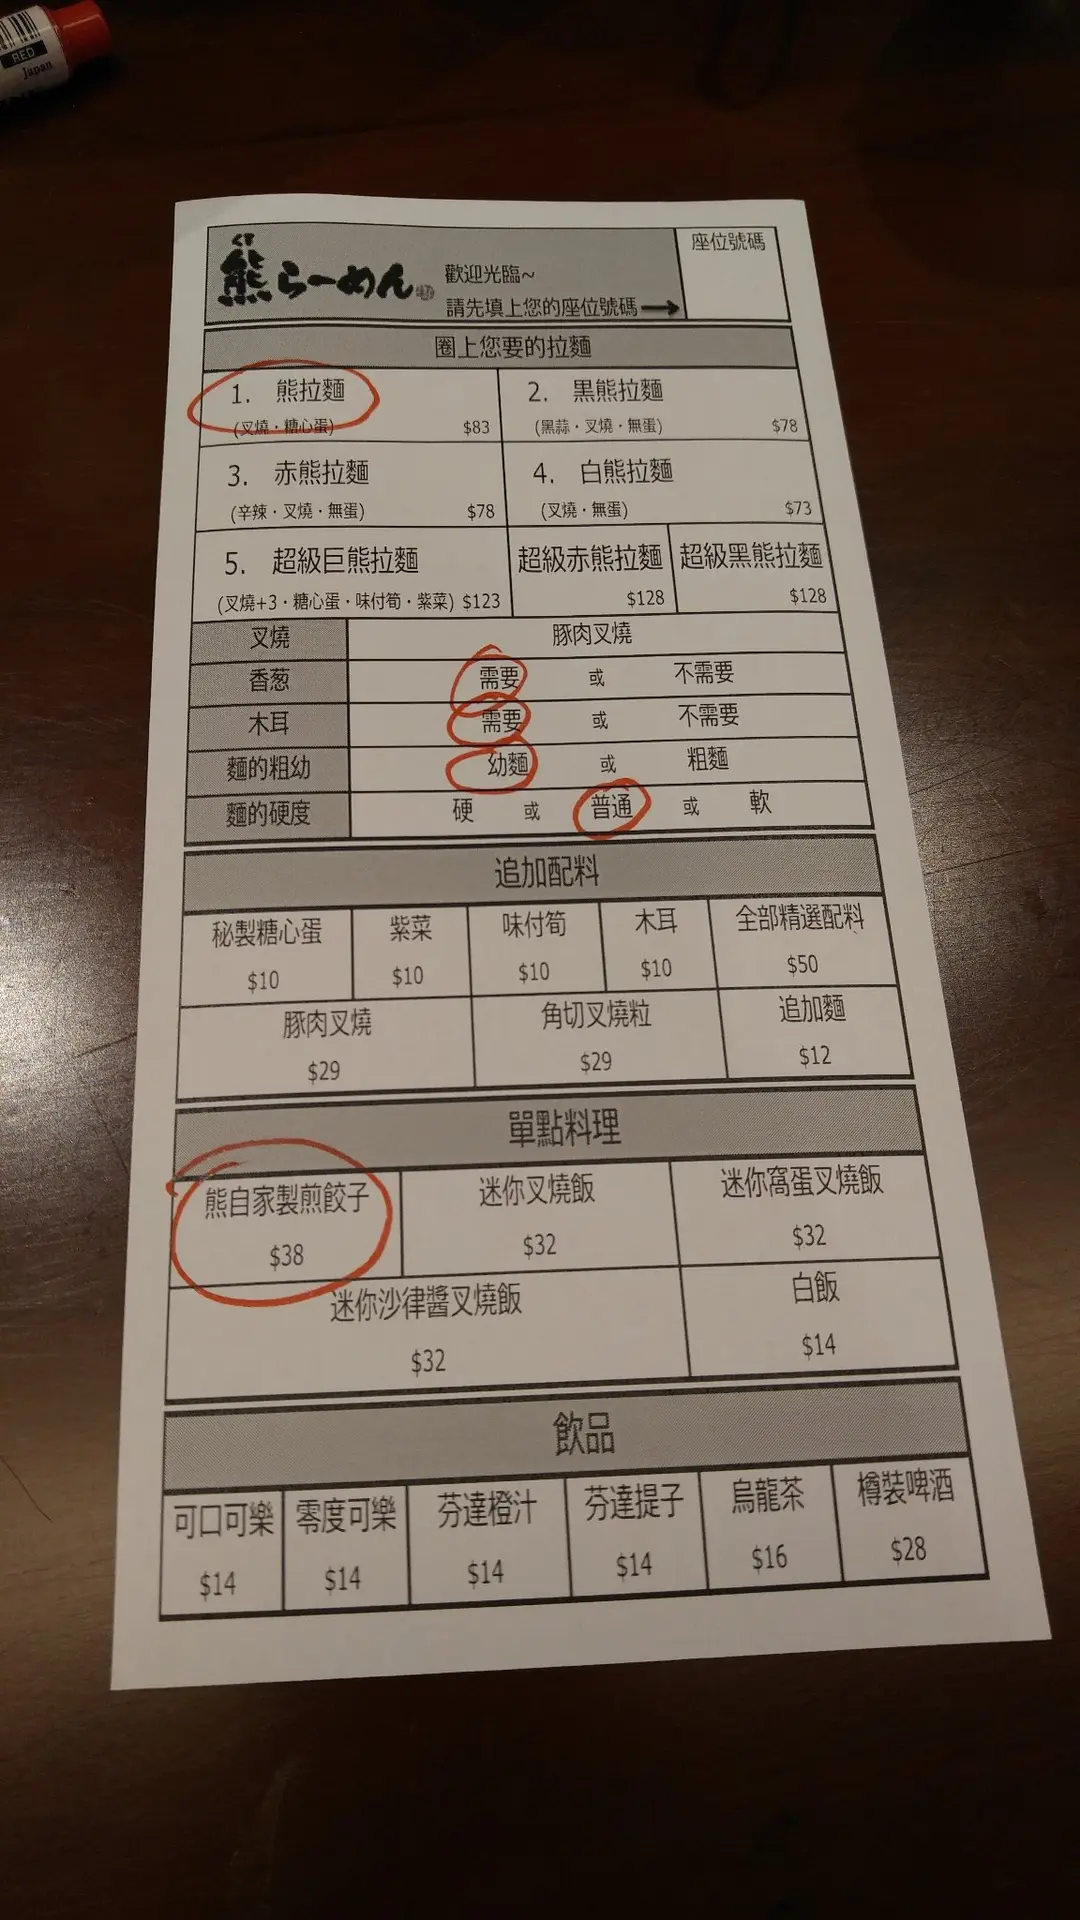 RED
Japan
くま
熊らーめん
歡迎光臨~
請先填上您的座位號碼→
座位號碼
圈上您要的拉麵
1. 熊拉麵
(叉燒・糖心蛋) $83
2. 黑熊拉麵
(黑蒜・叉燒・無蛋) $78
3. 赤熊拉麵
(辛辣・叉燒・無蛋) $78
4. 白熊拉麵
(叉燒・無蛋) $73
5. 超級巨熊拉麵
(叉燒+3・糖心蛋・味付筍・紫菜) $123
超級赤熊拉麵
$128
超級黑熊拉麵
$128
叉燒 豚肉叉燒
香葱 需要 或 不需要
木耳 需要 或 不需要
麵的粗幼 幼麵 或 粗麵
麵的硬度 硬 或 普通 或 軟
追加配料
秘製糖心蛋 紫菜 味付筍 木耳 全部精選配料
$10 $10 $10 $10 $50
豚肉叉燒 角切叉燒粒 追加麵
$29 $29 $12
單點料理
熊自家製煎餃子 迷你叉燒飯 迷你窩蛋叉燒飯
$38 $32 $32
迷你沙律醬叉燒飯 白飯
$32 $14
飲品
可口可樂 零度可樂 芬達橙汁 芬達提子 烏龍茶 樽裝啤酒
$14 $14 $14 $14 $16 $28